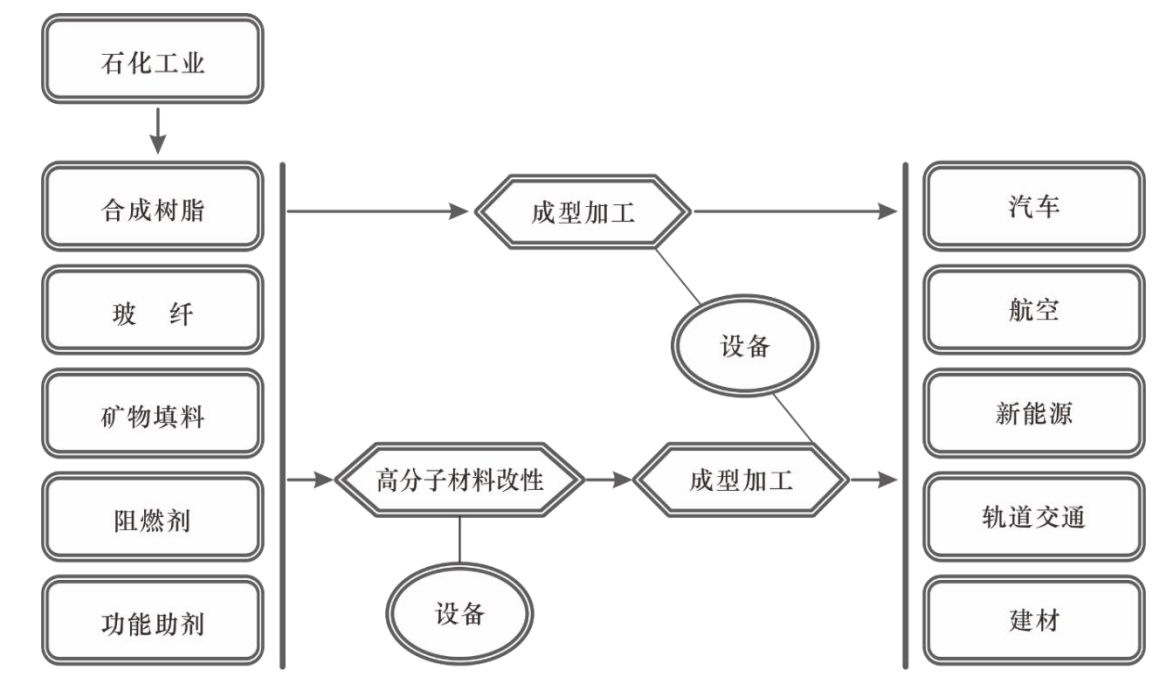 石化工业
合成树脂
玻 纤
矿物填料
阻燃剂
功能助剂
成型加工
设备
高分子材料改性
成型加工
设备
汽车
航空
新能源
轨道交通
建材